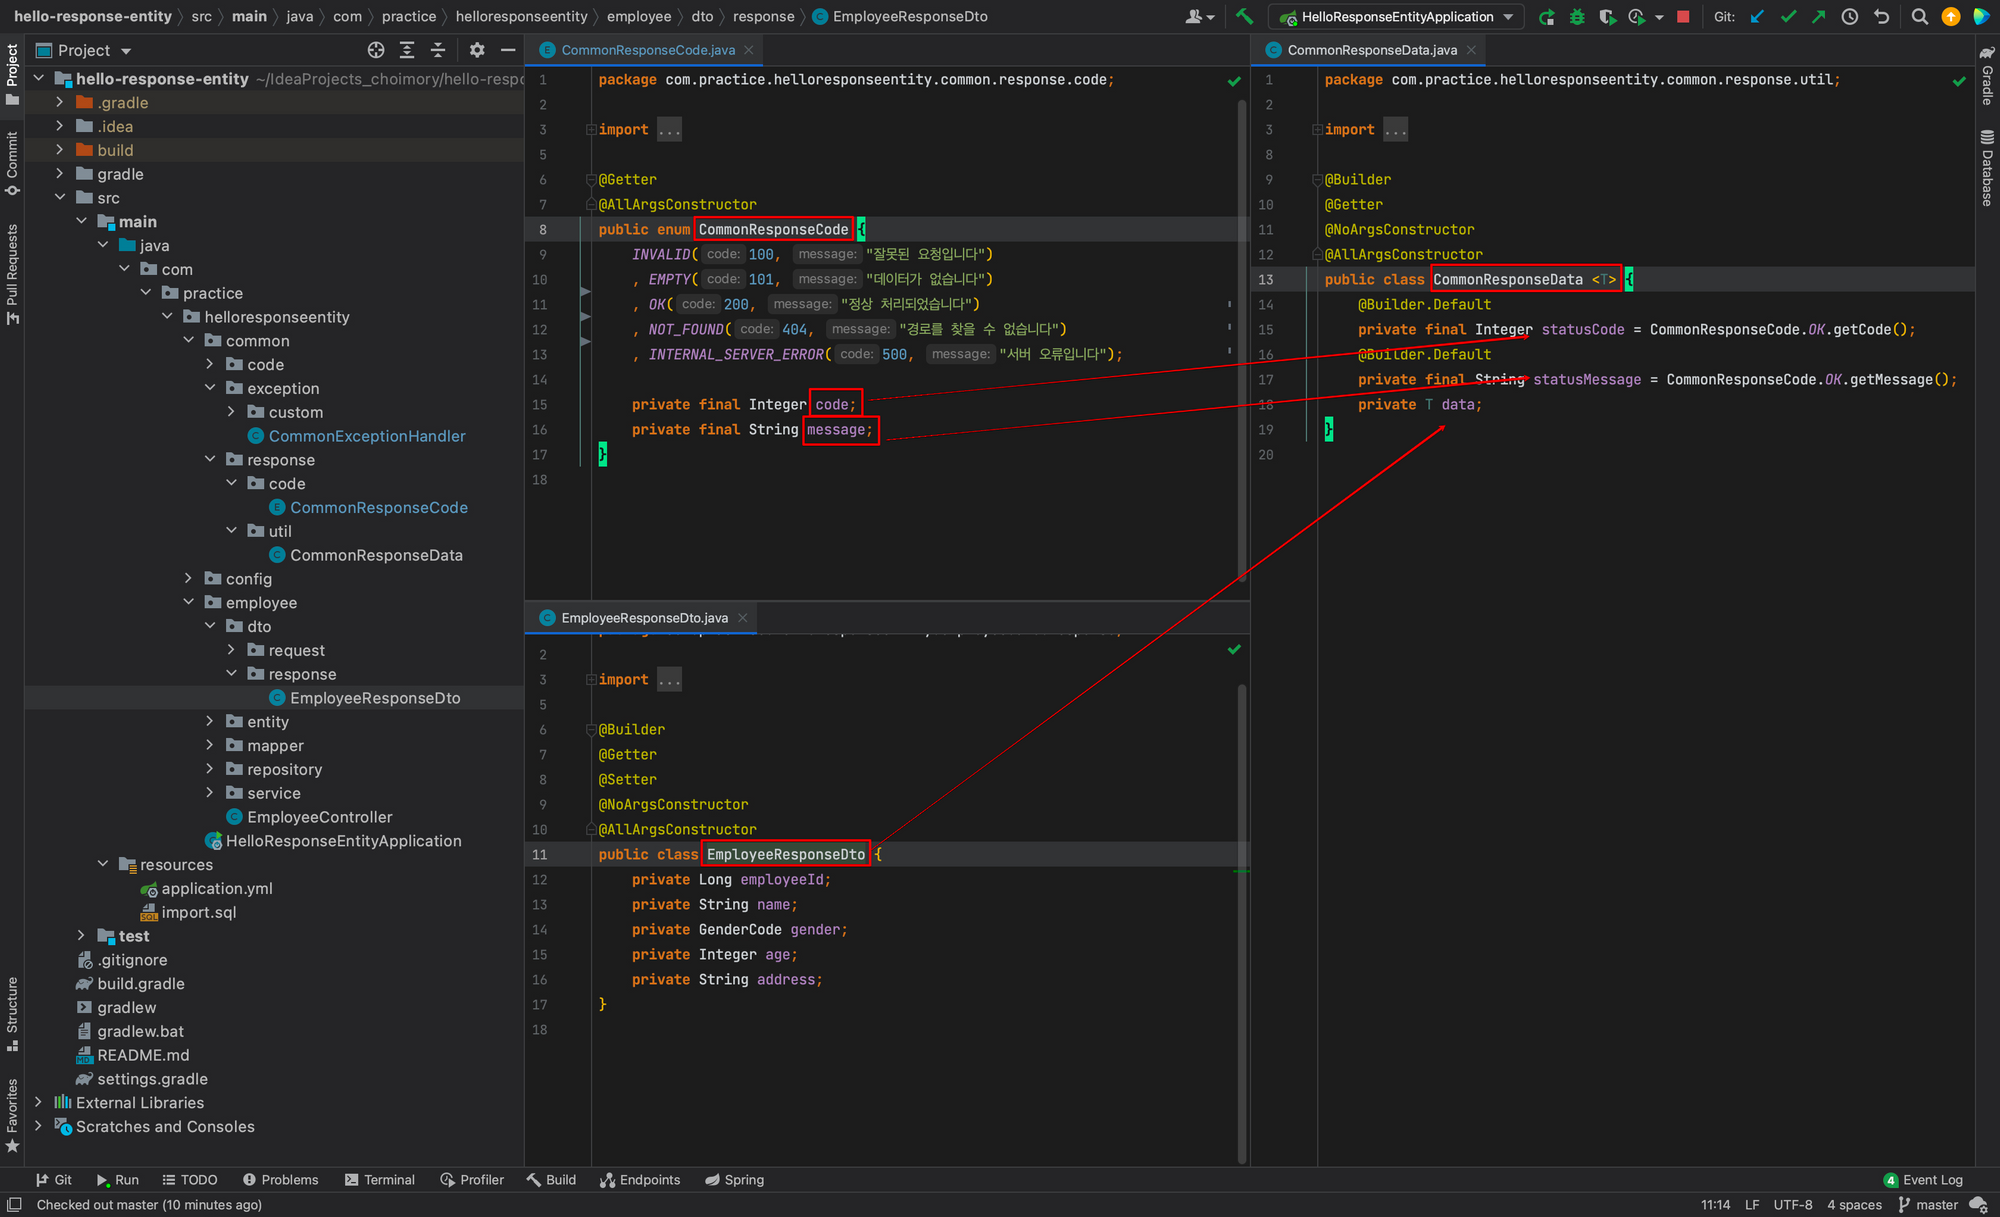 hello-response-entity src main java com practice helloresponseentity employee dto response EmployeeResponseDto
HelloResponseEntityApplication Git:
Project
Project
Commit
Pull Requests
Structure
Favorites
hello-response-entity ~/IdeaProjects_choimory/hello-respo
.gradle
.idea
build
gradle
src
main
java
com
practice
helloresponseentity
common
code
exception
custom
CommonExceptionHandler
response
code
CommonResponseCode
util
CommonResponseData
config
employee
dto
request
response
EmployeeResponseDto
entity
mapper
repository
service
EmployeeController
HelloResponseEntityApplication
resources
application.yml
import.sql
test
.gitignore
build.gradle
gradlew
gradlew.bat
README.md
settings.gradle
External Libraries
Scratches and Consoles
CommonResponseCode.java
1 package com.practice.helloresponseentity.common.response.code;
2
3 import ...
5
6 @Getter
7 @AllArgsConstructor
8 public enum CommonResponseCode {
9 INVALID( code: 100, message: "잘못된 요청입니다")
10 , EMPTY( code: 101, message: "데이터가 없습니다")
11 , OK( code: 200, message: "정상 처리되었습니다")
12 , NOT_FOUND( code: 404, message: "경로를 찾을 수 없습니다")
13 , INTERNAL_SERVER_ERROR( code: 500, message: "서버 오류입니다");
14
15 private final Integer code;
16 private final String message;
17 }
18
EmployeeResponseDto.java
2
3 import ...
5
6 @Builder
7 @Getter
8 @Setter
9 @NoArgsConstructor
10 @AllArgsConstructor
11 public class EmployeeResponseDto {
12 private Long employeeId;
13 private String name;
14 private GenderCode gender;
15 private Integer age;
16 private String address;
17 }
18
CommonResponseData.java
1 package com.practice.helloresponseentity.common.response.util;
2
3 import ...
8
9 @Builder
10 @Getter
11 @NoArgsConstructor
12 @AllArgsConstructor
13 public class CommonResponseData <T> {
14 @Builder.Default
15 private final Integer statusCode = CommonResponseCode.OK.getCode();
16 @Builder.Default
17 private final String statusMessage = CommonResponseCode.OK.getMessage();
18 private T data;
19 }
20
Gradle
Database
Git Run TODO Problems Terminal Profiler Build Endpoints Spring 4 Event Log
Checked out master (10 minutes ago) 11:14 LF UTF-8 4 spaces master